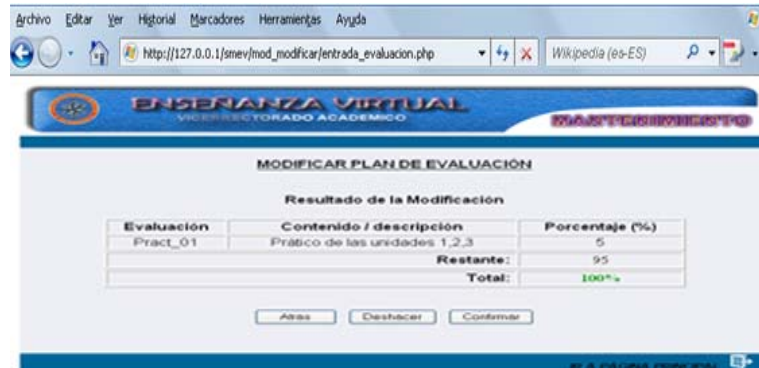 Archivo Editar Ver Historial Marcadores Herramientas Ayuda
http://127.0.0.1/smev/mod_modificar/entrada_evaluacion.php Wikipedia (es-ES)
ENSEÑANZA VIRTUAL
VICERRECTORADO ACADEMICO
MANTENIMIENTO
MODIFICAR PLAN DE EVALUACIÓN
Resultado de la Modificación
Evaluación Contenido / descripción Porcentaje (%)
Pract_01 Prático de las unidades 1,2,3 5
Restante: 95
Total: 100%
Atras Deshacer Confirmar
PAGINA PRINCIPAL